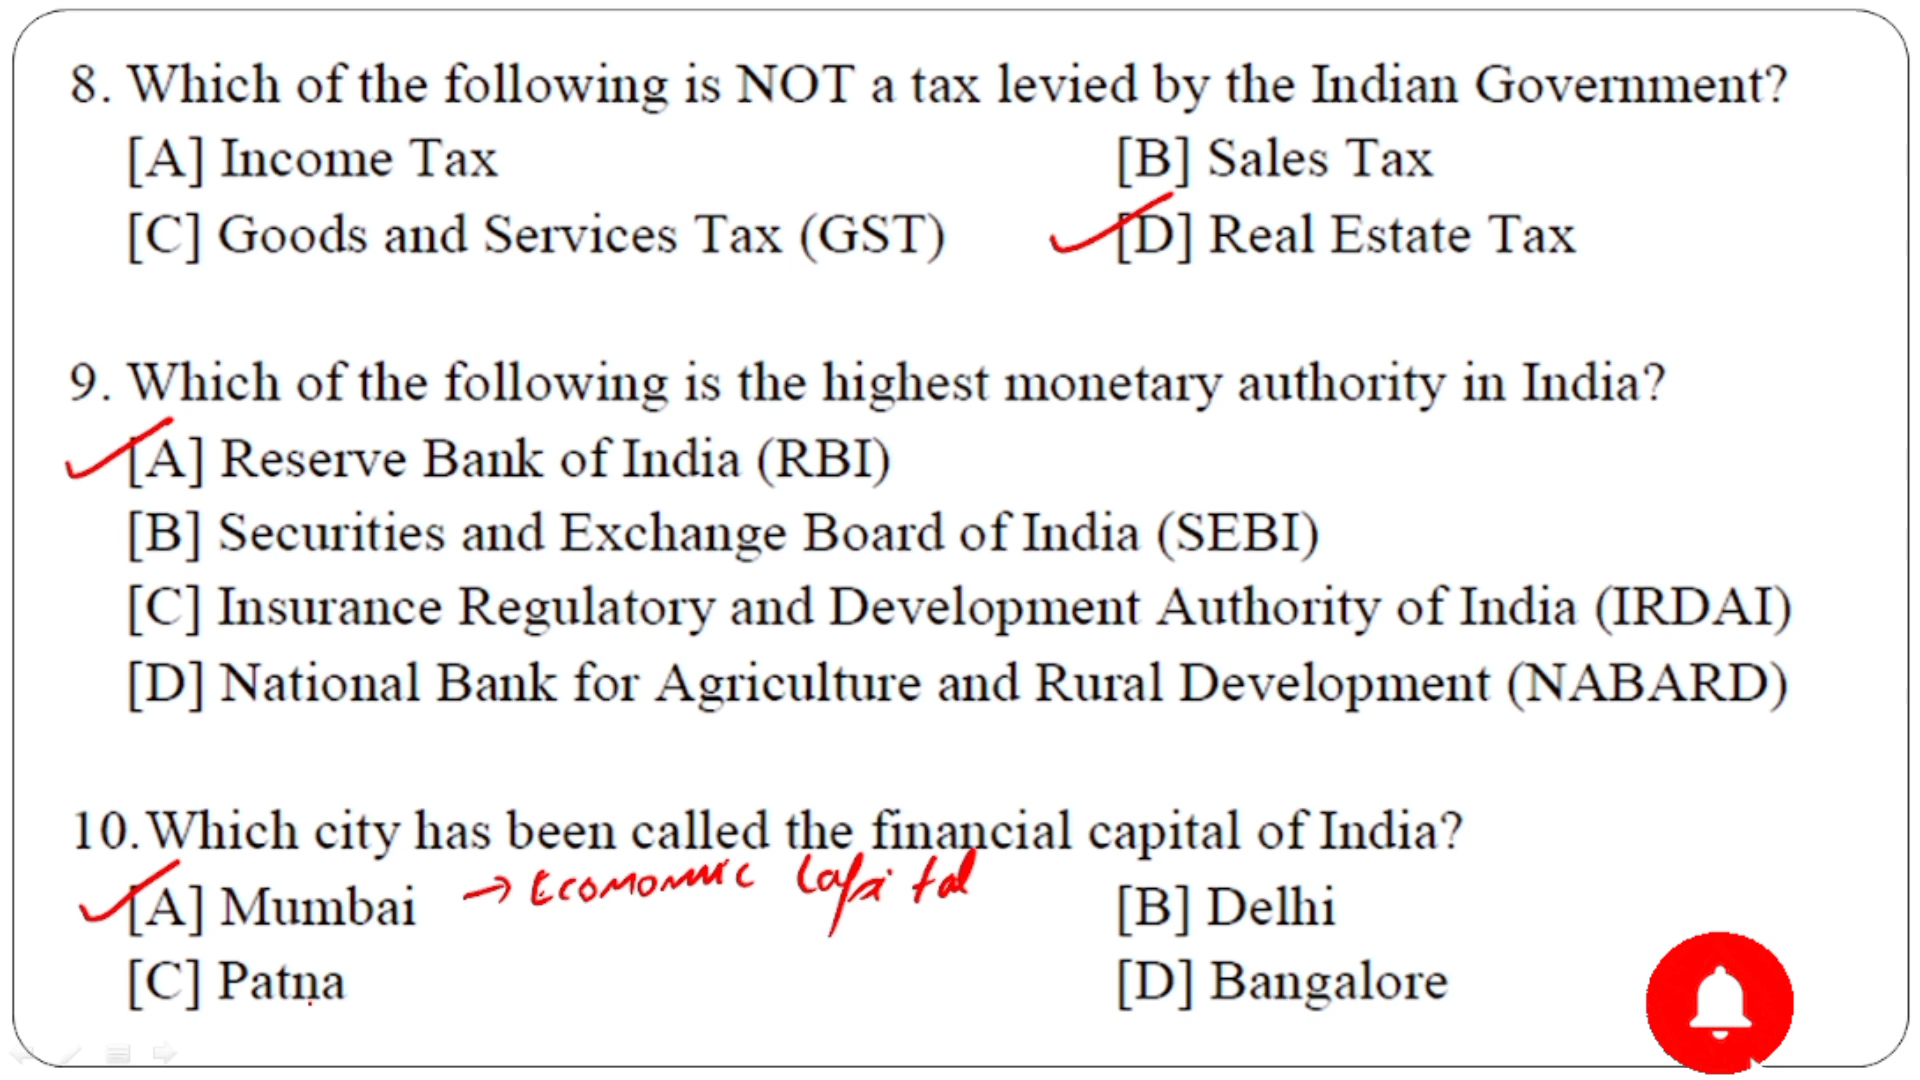 8. Which of the following is NOT a tax levied by the Indian Government?
[A] Income Tax [B] Sales Tax
[C] Goods and Services Tax (GST) [D] Real Estate Tax
9. Which of the following is the highest monetary authority in India?
[A] Reserve Bank of India (RBI)
[B] Securities and Exchange Board of India (SEBI)
[C] Insurance Regulatory and Development Authority of India (IRDAI)
[D] National Bank for Agriculture and Rural Development (NABARD)
10. Which city has been called the financial capital of India?
[A] Mumbai → Economic Capital [B] Delhi
[C] Patna [D] Bangalore